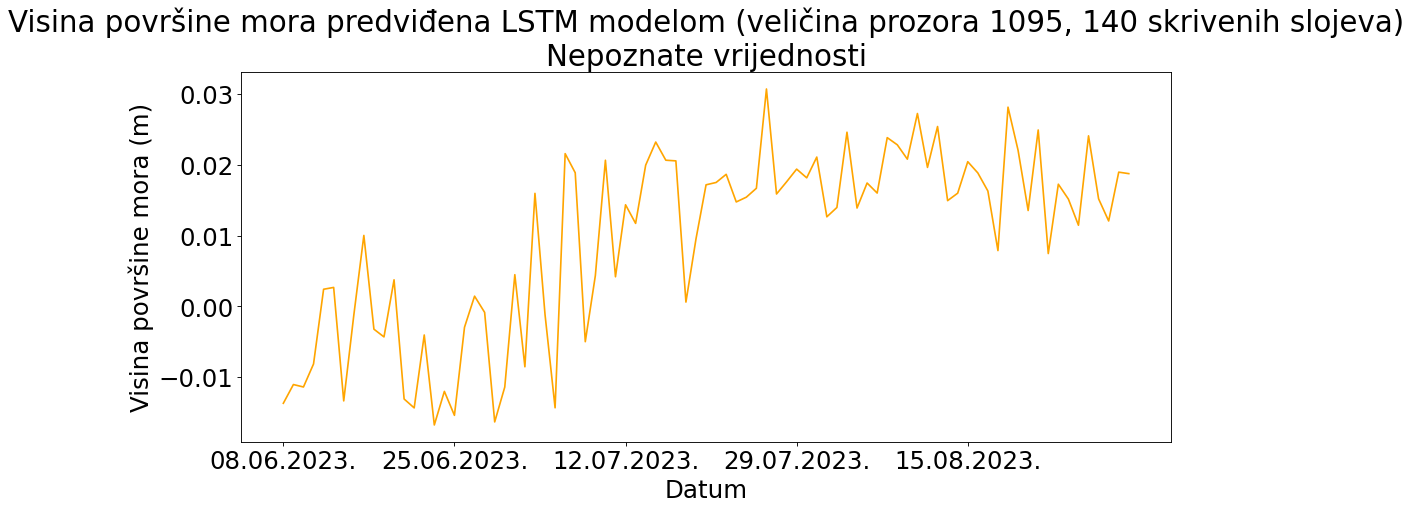 Visina površine mora predviđena LSTM modelom (veličina prozora 1095, 140 skrivenih slojeva)
Nepoznate vrijednosti
Visina površine mora (m)
0.03
0.02
0.01
0.00
−0.01
08.06.2023. 25.06.2023. 12.07.2023. 29.07.2023. 15.08.2023.
Datum